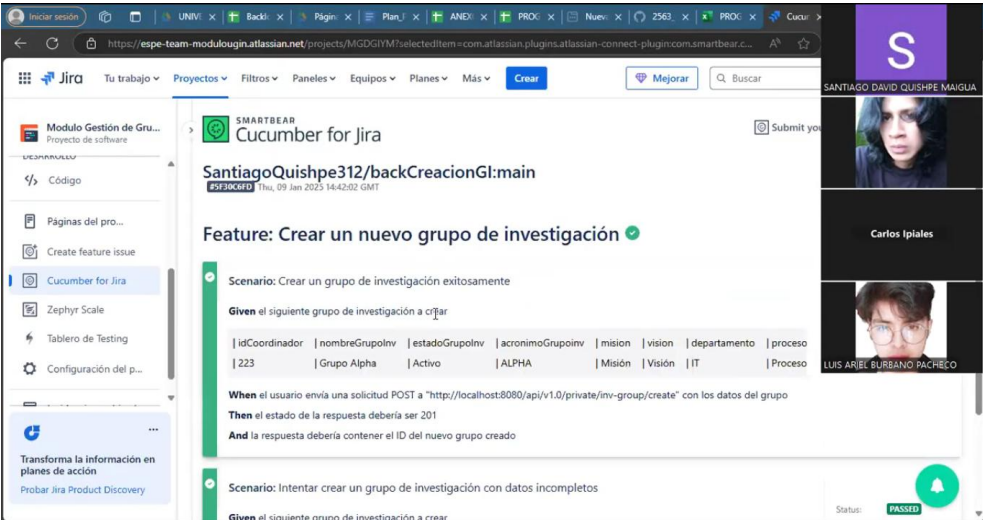 Iniciar sesión
UNIVE
Backlo
Página
Plan_F
ANEXO
PROG
Nueva
2563_
PROG
Cucum
https://espe-team-modulougin.atlassian.net/projects/MGDGIYM?selectedItem=com.atlassian.plugins.atlassian-connect-plugin:com.smartbear.c...
Jira Tu trabajo Proyectos Filtros Paneles Equipos Planes Más Crear Mejorar Buscar
S
SANTIAGO DAVID QUISHPE MAIGUA
Modulo Gestión de Gru...
Proyecto de software
DESARROLLO
Código
Páginas del pro...
Create feature issue
Cucumber for Jira
Zephyr Scale
Tablero de Testing
Configuración del p...
Transforma la información en
planes de acción
Probar Jira Product Discovery
SMARTBEAR
Cucumber for Jira
Submit you
SantiagoQuishpe312/backCreacionGI:main
#5F30C6FD Thu, 09 Jan 2025 14:42:02 GMT
Feature: Crear un nuevo grupo de investigación
Scenario: Crear un grupo de investigación exitosamente
Given el siguiente grupo de investigación a crear
| idCoordinador | nombreGrupoInv | estadoGrupoInv | acronimoGrupoinv | mision | vision | departamento | proceso
| 223 | Grupo Alpha | Activo | ALPHA | Misión | Visión | IT | Proceso
When el usuario envía una solicitud POST a "http://localhost:8080/api/v1.0/private/inv-group/create" con los datos del grupo
Then el estado de la respuesta debería ser 201
And la respuesta debería contener el ID del nuevo grupo creado
Scenario: Intentar crear un grupo de investigación con datos incompletos
Given el siguiente grupo de investigación a crear
Status: PASSED
Carlos Ipiales
LUIS ARIEL BURBANO PACHECO